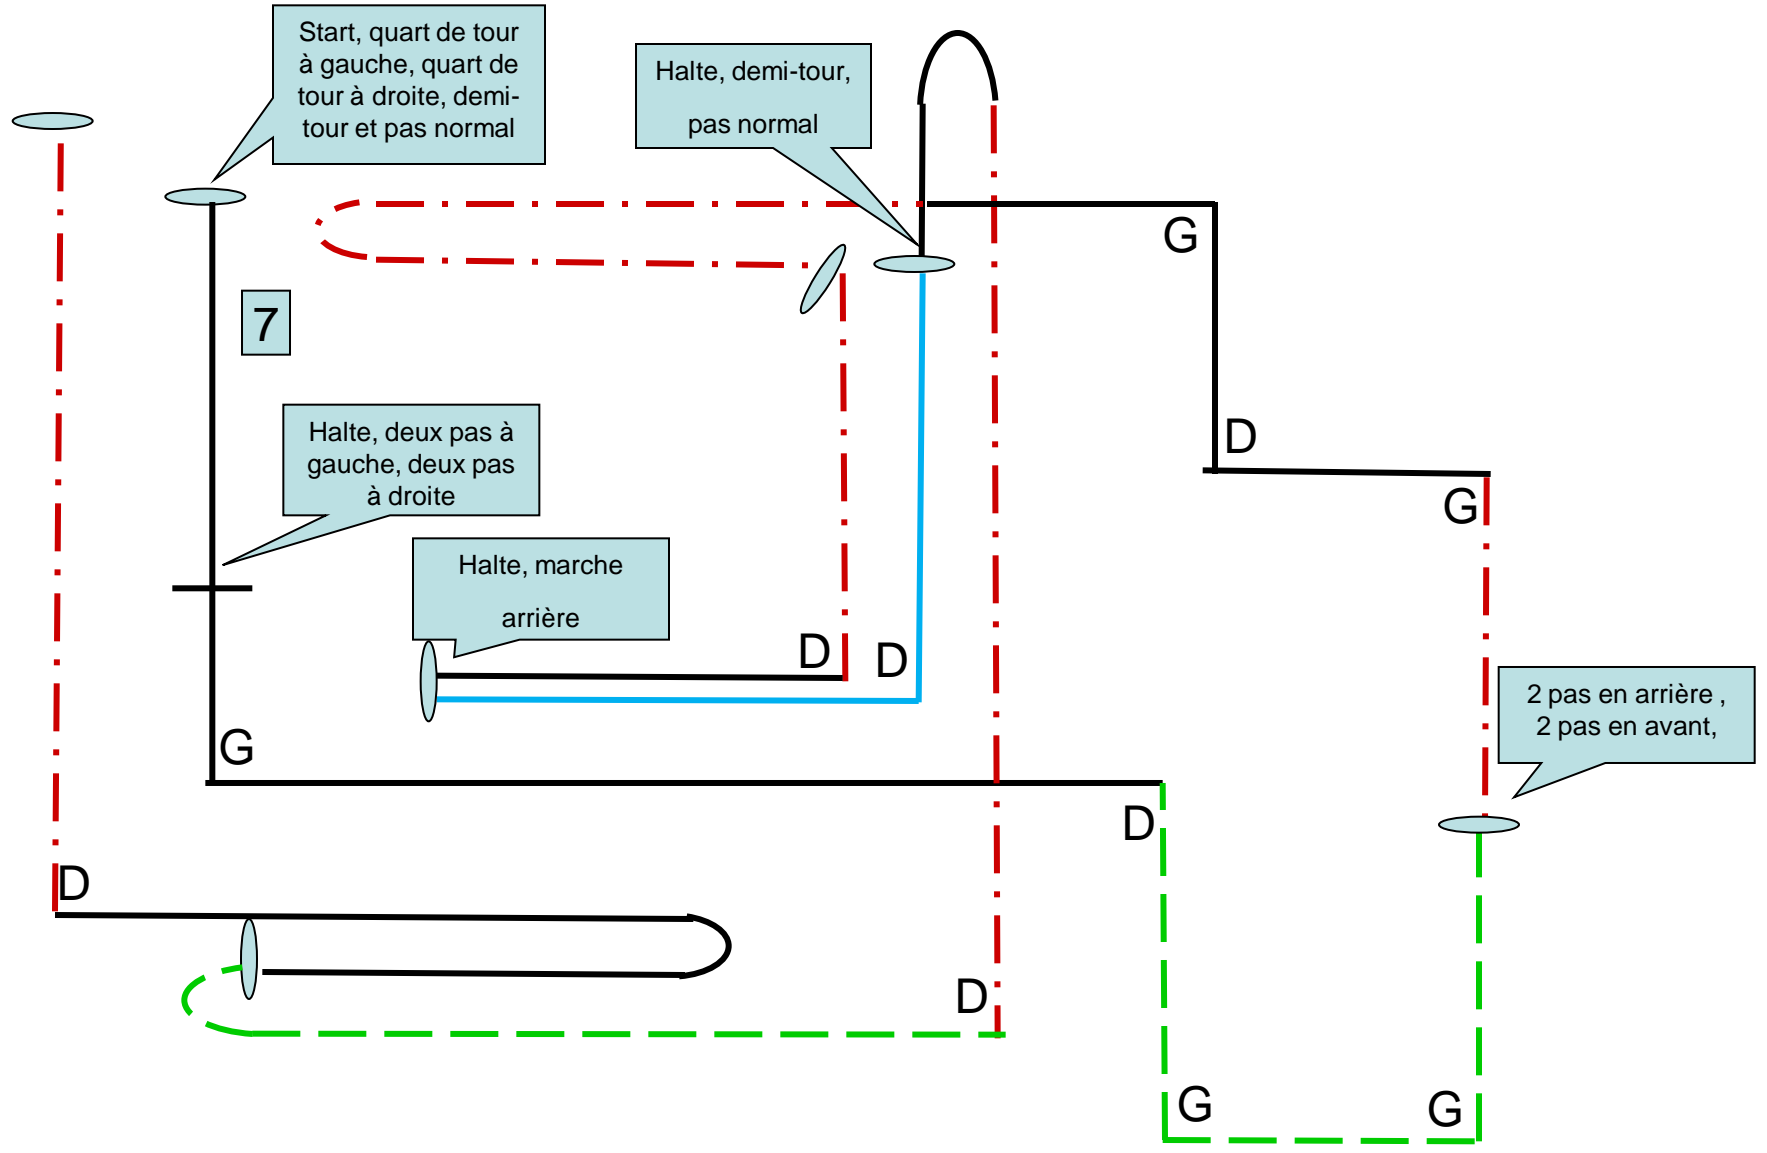 Start, quart de tour
à gauche, quart de
tour à droite, demi-
tour et pas normal
Halte, demi-tour,
pas normal
G
7
Halte, deux pas à
gauche, deux pas
à droite
D
G
Halte, marche
arrière
D
D
2 pas en arrière ,
2 pas en avant,
G
D
D
D
G
G